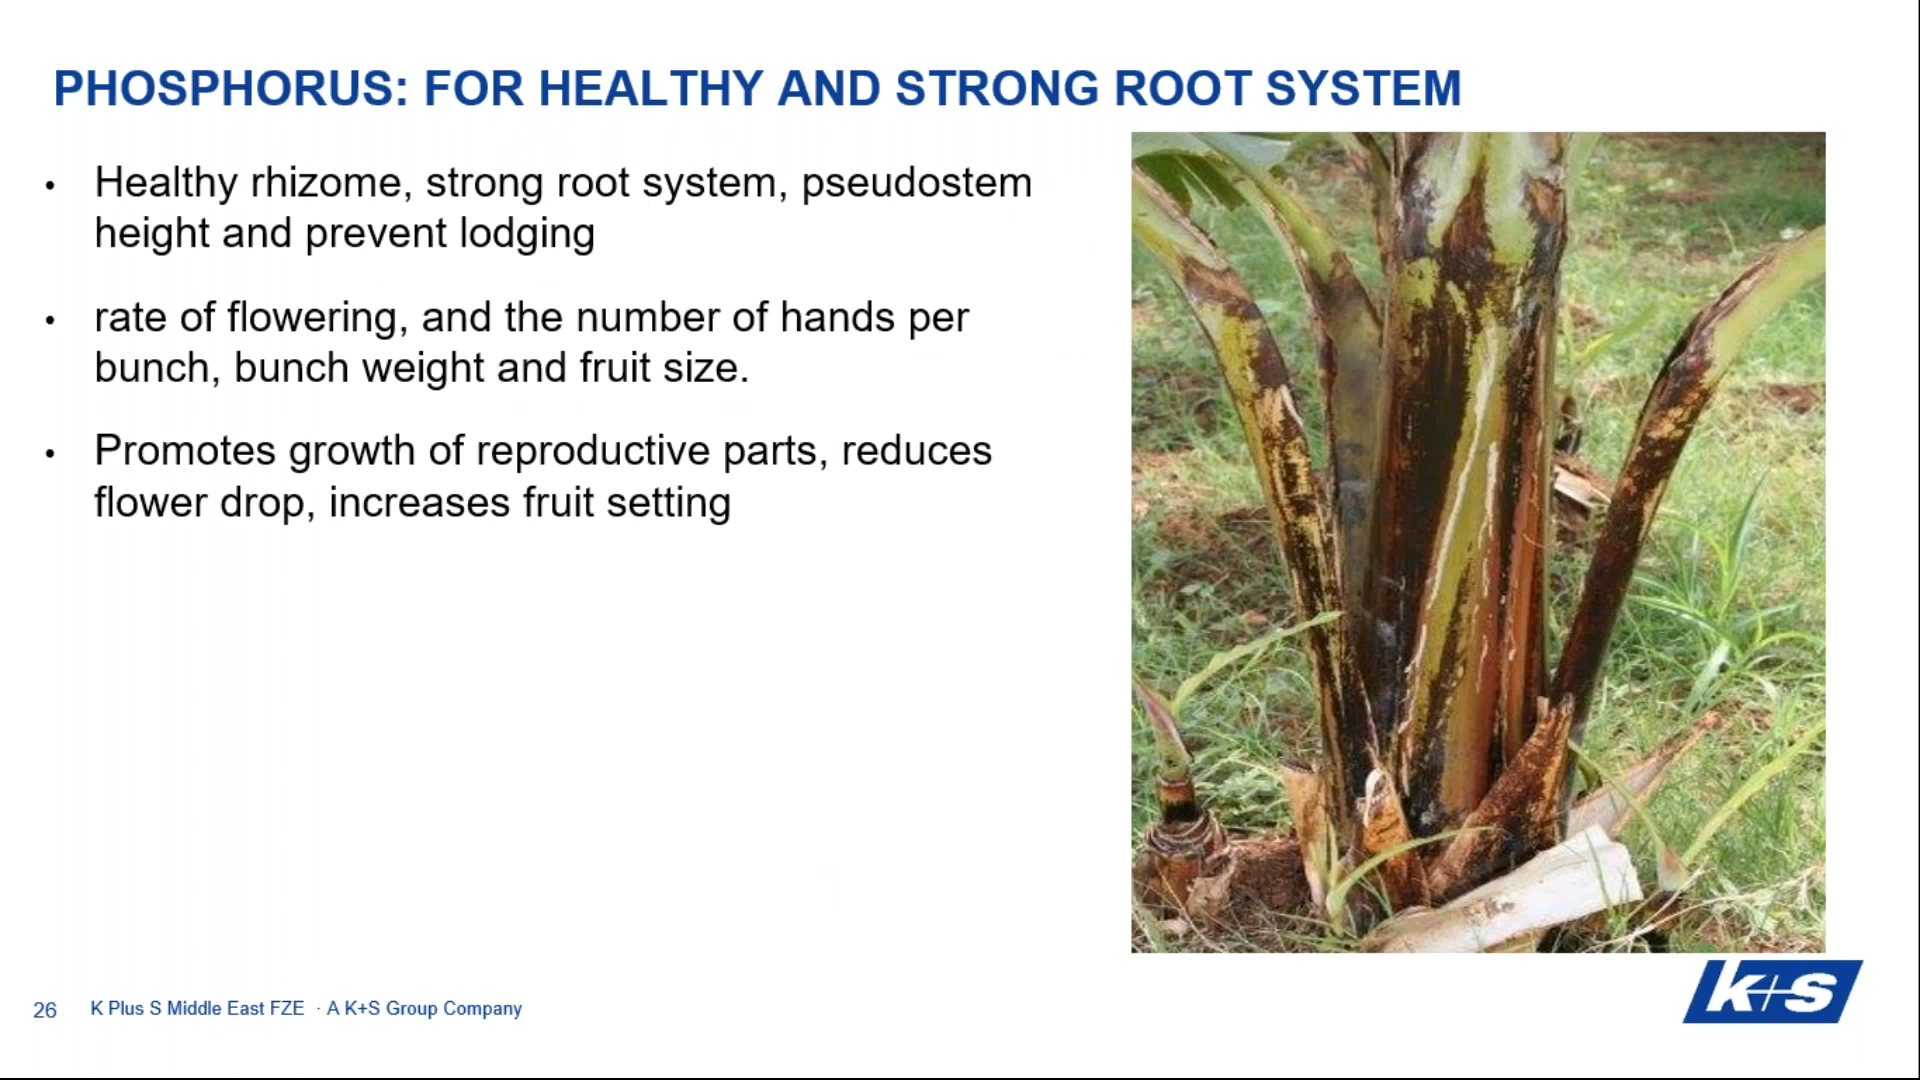 PHOSPHORUS: FOR HEALTHY AND STRONG ROOT SYSTEM
• Healthy rhizome, strong root system, pseudostem
height and prevent lodging
• rate of flowering, and the number of hands per
bunch, bunch weight and fruit size.
• Promotes growth of reproductive parts, reduces
flower drop, increases fruit setting
26 K Plus S Middle East FZE · A K+S Group Company
K+S